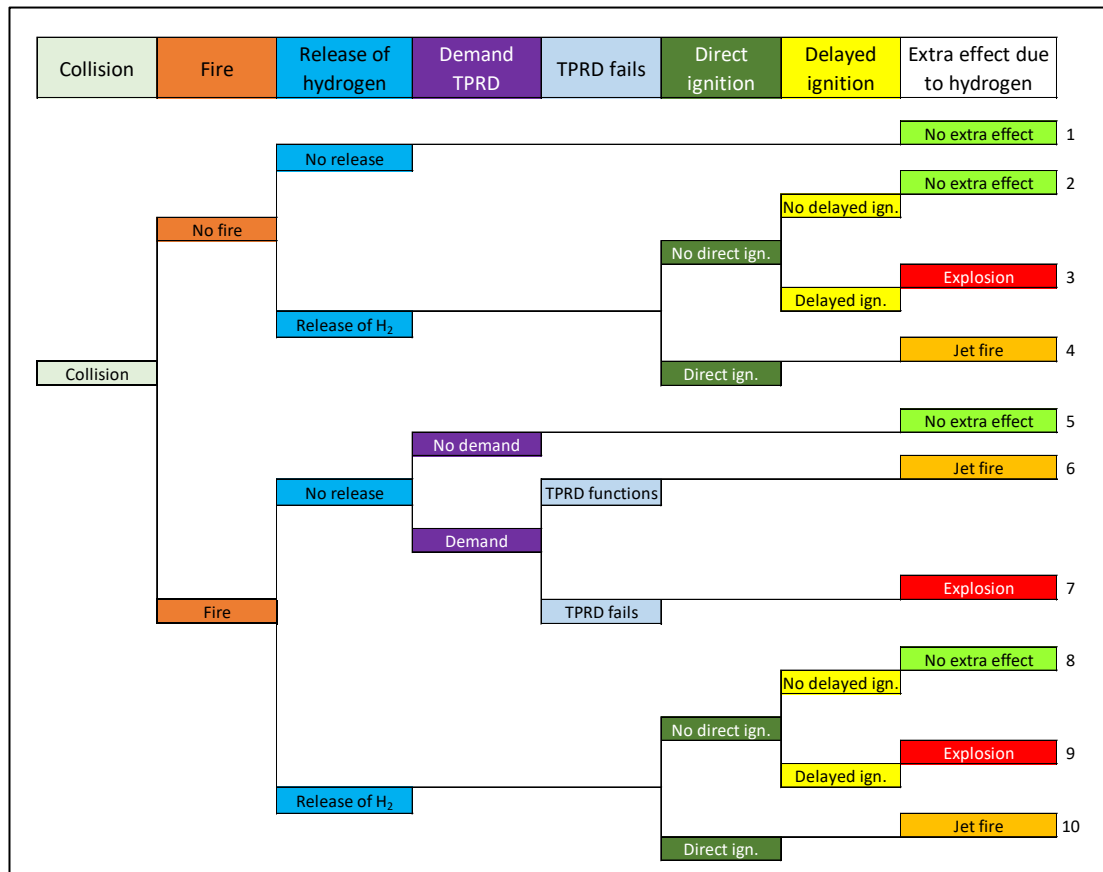 Collision
Fire
Release of
hydrogen
Demand
TPRD
TPRD fails
Direct
ignition
Delayed
ignition
Extra effect due
to hydrogen
No extra effect 1
No release
No extra effect 2
No delayed ign.
No fire
No direct ign.
Explosion 3
Delayed ign.
Release of H₂
Jet fire 4
Collision
Direct ign.
No extra effect 5
No demand
Jet fire 6
No release
TPRD functions
Demand
Explosion 7
Fire
TPRD fails
No extra effect 8
No delayed ign.
No direct ign.
Explosion 9
Delayed ign.
Release of H₂
Jet fire 10
Direct ign.